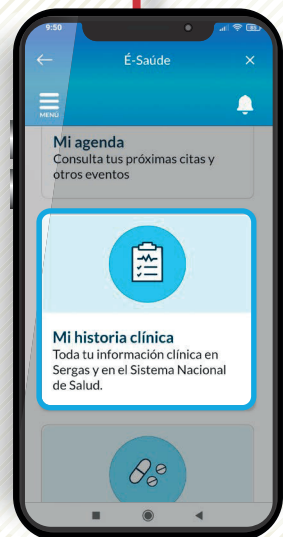 9:50
É-Saúde
MENÚ
Mi agenda
Consulta tus próximas citas y
otros eventos
Mi historia clínica
Toda tu información clínica en
Sergas y en el Sistema Nacional
de Salud.